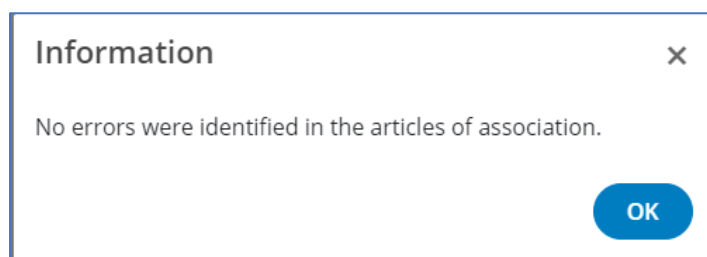 Information
No errors were identified in the articles of association.
OK